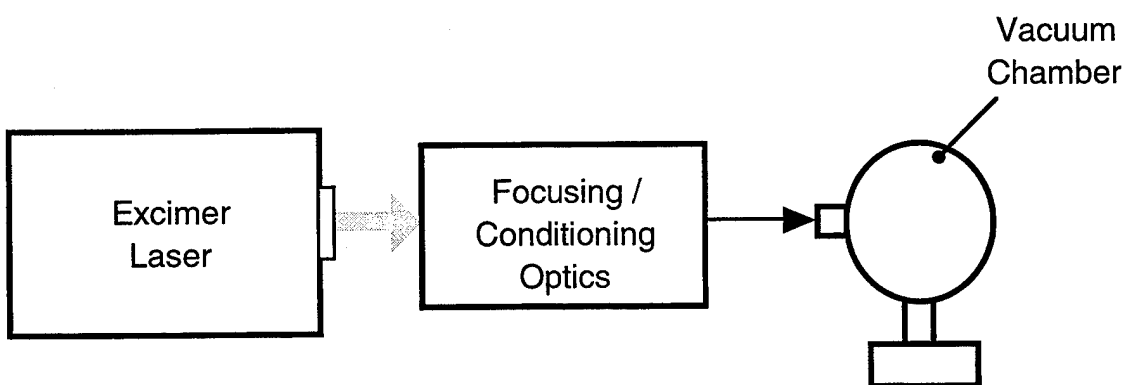 Vacuum
Chamber
Excimer
Laser
Focusing /
Conditioning
Optics